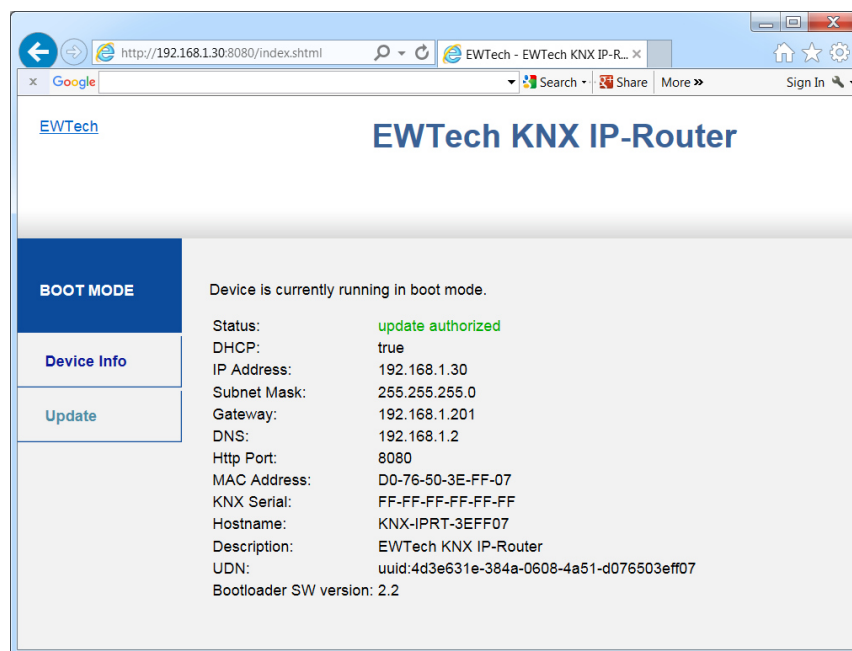 http://192.168.1.30:8080/index.shtml
EWTech - EWTech KNX IP-R...
x Google Search Share More » Sign In
EWTech
EWTech KNX IP-Router
BOOT MODE
Device Info
Update
Device is currently running in boot mode.
Status: update authorized
DHCP: true
IP Address: 192.168.1.30
Subnet Mask: 255.255.255.0
Gateway: 192.168.1.201
DNS: 192.168.1.2
Http Port: 8080
MAC Address: D0-76-50-3E-FF-07
KNX Serial: FF-FF-FF-FF-FF-FF
Hostname: KNX-IPRT-3EFF07
Description: EWTech KNX IP-Router
UDN: uuid:4d3e631e-384a-0608-4a51-d076503eff07
Bootloader SW version: 2.2